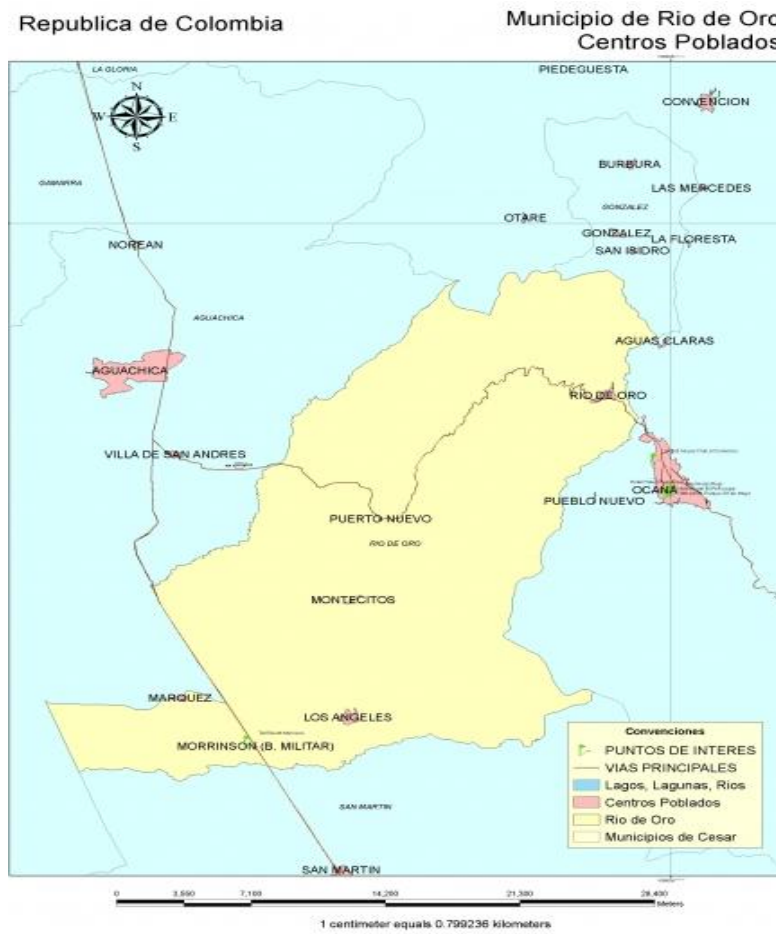 Republica de Colombia
Municipio de Rio de Oro
Centros Poblados
LA GLORIA
PIEDEGUESTA
CONVENCION
N
W
E
S
BURBURA
GAMARRA
LAS MERCEDES
GONZALEZ
OTARE
GONZALEZ
LA FLORESTA
NOREAN
SAN ISIDRO
AGUACHICA
AGUAS CLARAS
AGUACHICA
RIO DE ORO
VILLA DE SAN ANDRES
OCAÑA
PUEBLO NUEVO
PUERTO NUEVO
RIO DE ORO
MONTECITOS
MARQUEZ
LOS ANGELES
MORRINSON (B. MILITAR)
SAN MARTIN
SAN MARTIN
Convenciones
PUNTOS DE INTERES
VIAS PRINCIPALES
Lagos, Lagunas, Rios
Centros Poblados
Rio de Oro
Municipios de Cesar
0 3,550 7,100 14,200 21,300 28,400
Meters
1 centimeter equals 0.799236 kilometers